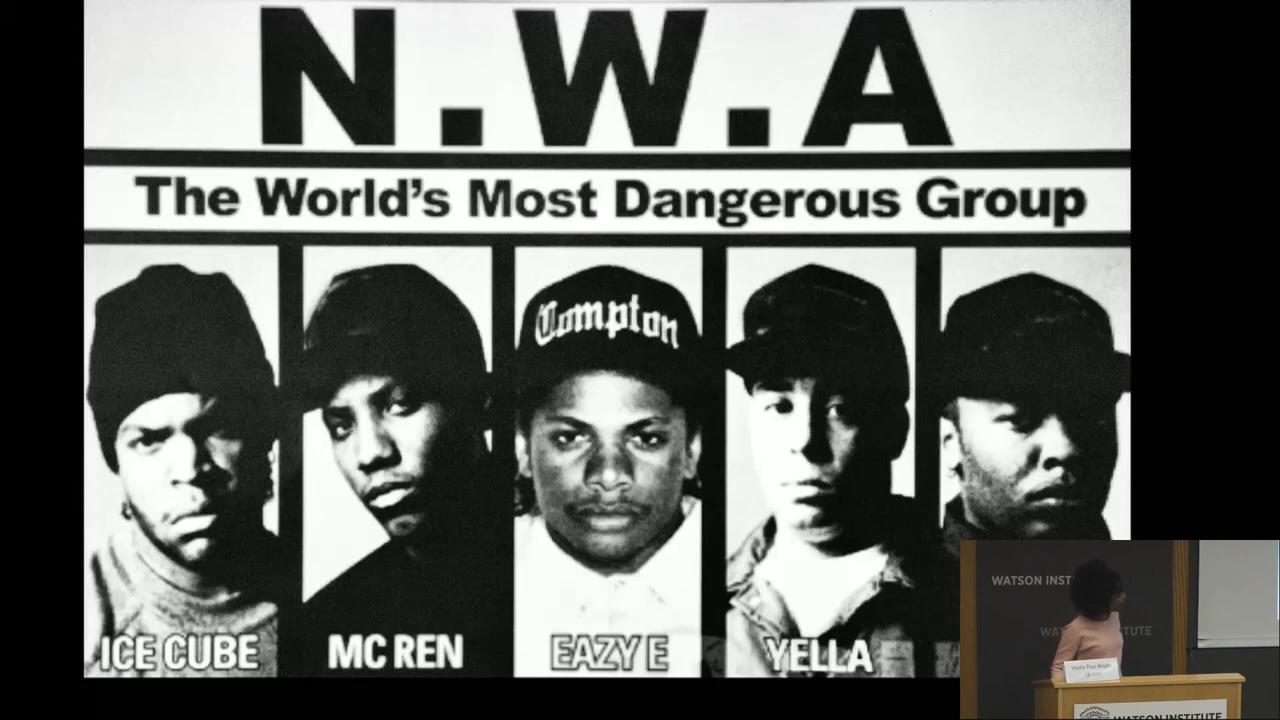 N.W.A
The World's Most Dangerous Group
Compton
ICE CUBE
MC REN
EAZY E
YELLA
WATSON INST
WATSON INSTITUTE
WATSON INSTITUTE